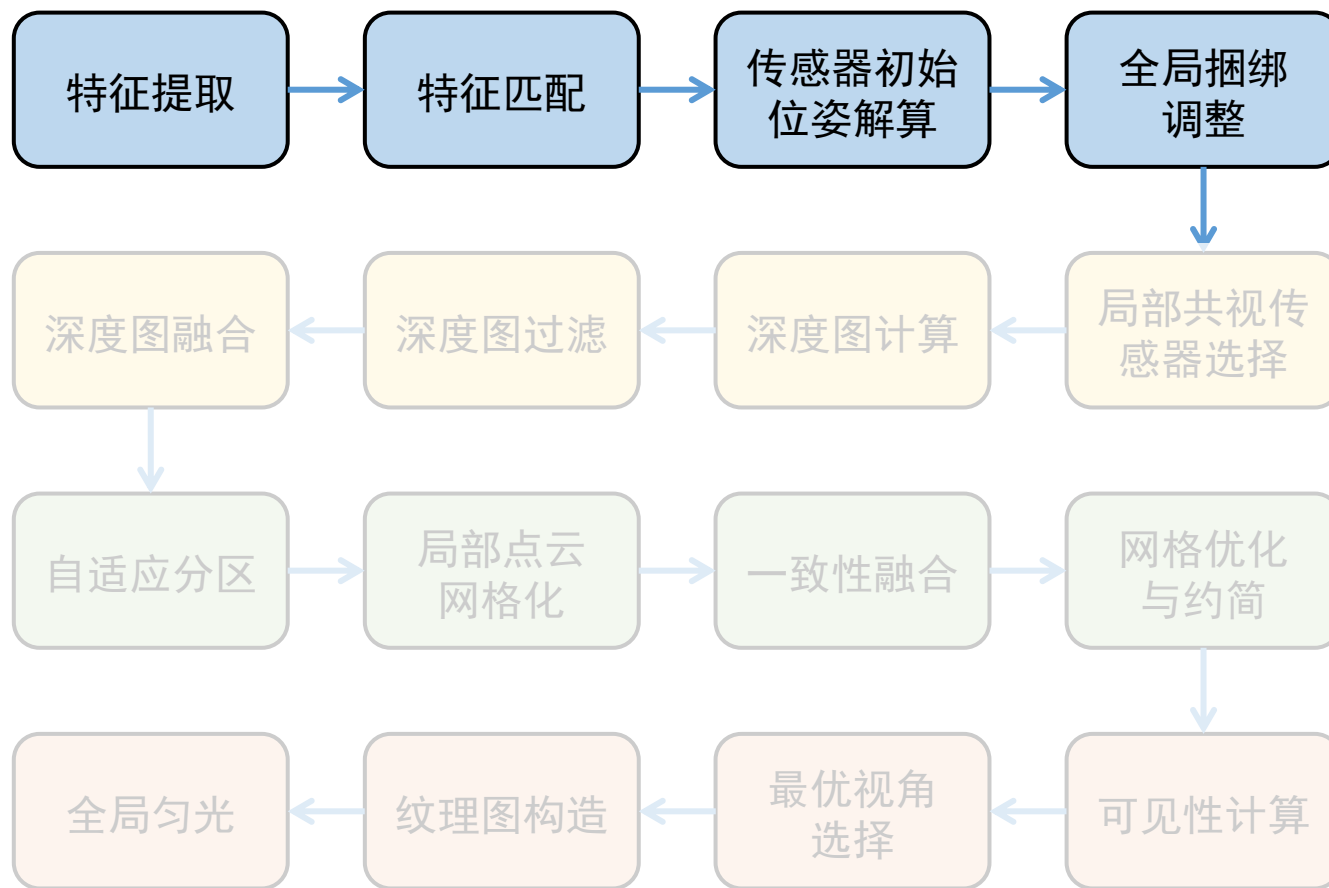 特征提取
特征匹配
传感器初始
位姿解算
全局捆绑
调整
深度图融合
深度图过滤
深度图计算
局部共视传
感器选择
自适应分区
局部点云
网格化
一致性融合
网格优化
与约简
全局匀光
纹理图构造
最优视角
选择
可见性计算